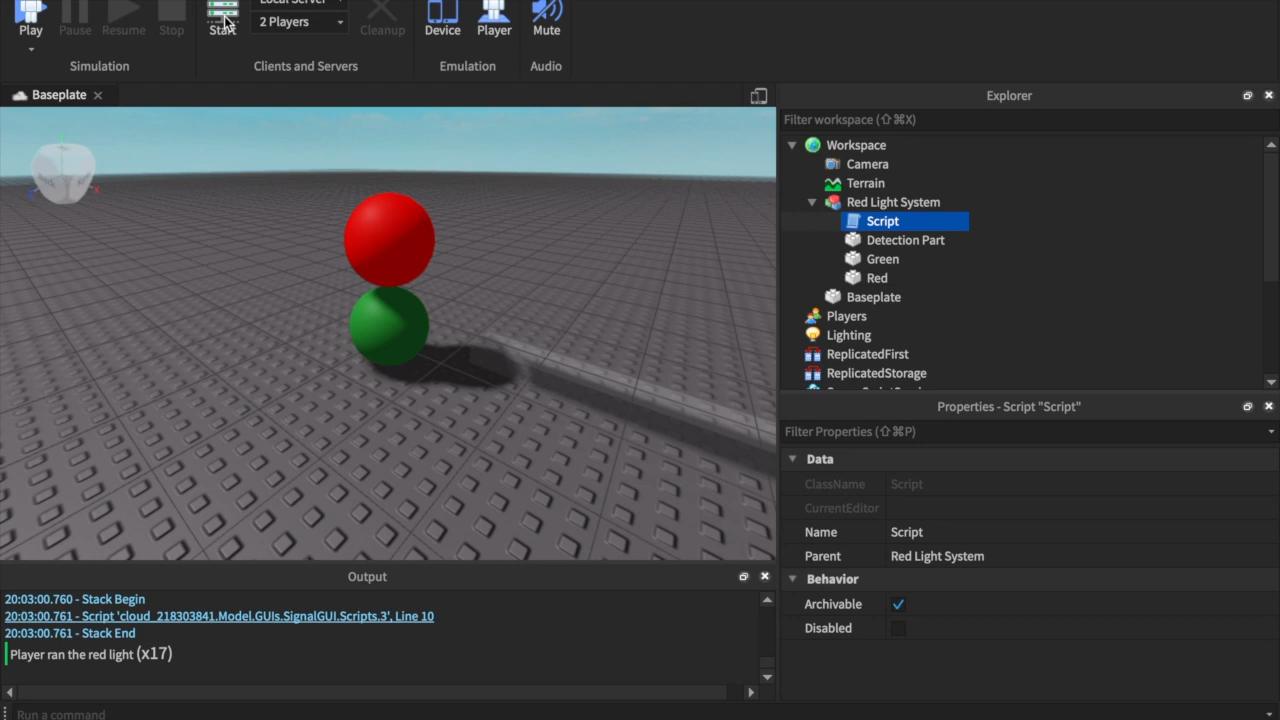 Local Server
Play
Pause
Resume
Stop
Start
2 Players
Cleanup
Device
Player
Mute
Simulation
Clients and Servers
Emulation
Audio
Baseplate
Explorer
Filter workspace (⇧⌘X)
Workspace
Camera
Terrain
Red Light System
Script
Detection Part
Green
Red
Baseplate
Players
Lighting
ReplicatedFirst
ReplicatedStorage
Properties - Script "Script"
Filter Properties (⇧⌘P)
Data
ClassName Script
CurrentEditor
Name Script
Parent Red Light System
Behavior
Archivable
Disabled
Output
20:03:00.760 - Stack Begin
20:03:00.761 - Script 'cloud_218303841.Model.GUIs.SignalGUI.Scripts.3', Line 10
20:03:00.761 - Stack End
Player ran the red light (x17)
Run a command